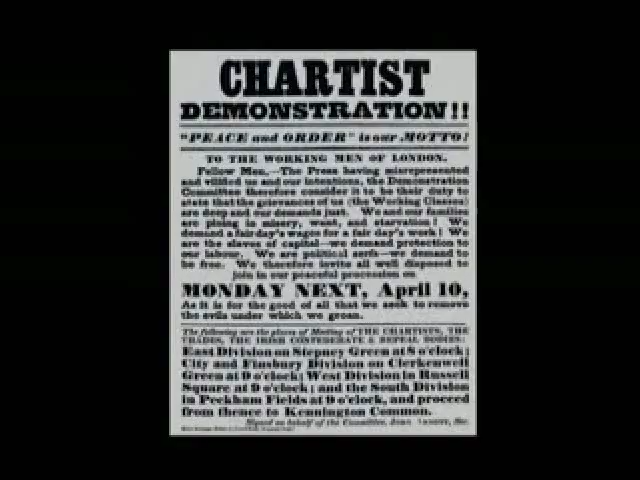 CHARTIST
DEMONSTRATION!!
"PEACE and ORDER" is our MOTTO!
TO THE WORKING MEN OF LONDON.
Fellow Men,—The Press having misrepresented
and vilified us and our intentions, the Demonstration
Committee therefore consider it to be their duty to
state that the grievances of us (the Working Classes)
are deep and our demands just. We and our families
are pining in misery, want, and starvation! We
demand a fair day's wages for a fair day's work! We
are the slaves of capital—we demand protection to
our labour. We are political serfs—we demand to
be free. We therefore invite all well disposed to
join in our peaceful procession on
MONDAY NEXT, April 10,
As it is for the good of all that we seek to remove
the evils under which we groan.
The following are the places of Meeting of THE CHARTISTS, THE
TRADES, THE IRISH CONFEDERATE & REPEAL BODIES:
East Division on Stepney Green at 8 o'clock;
City and Finsbury Division on Clerkenwell
Green at 9 o'clock; West Division in Russell
Square at 9 o'clock; and the South Division
in Peckham Fields at 9 o'clock, and proceed
from thence to Kennington Common.
Signed on behalf of the Committee, JOHN